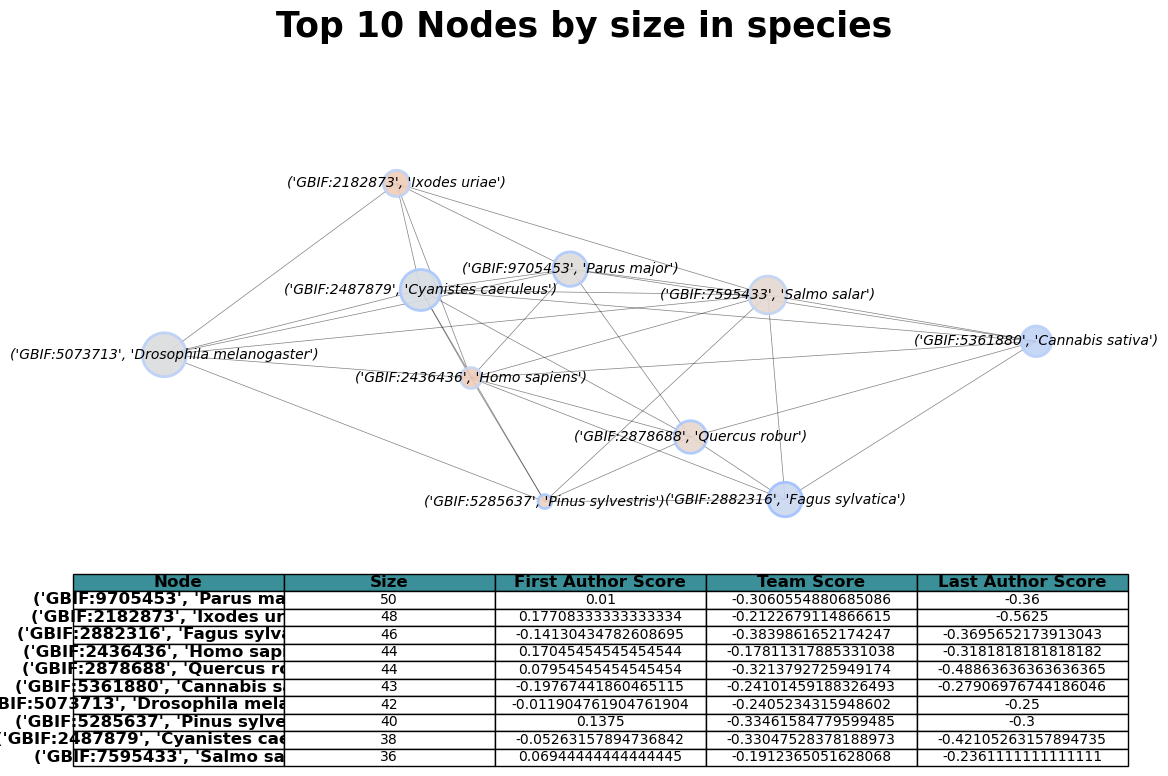 Top 10 Nodes by size in species
('GBIF:2182873', 'Ixodes uriae')
('GBIF:9705453', 'Parus major')
('GBIF:2487879', 'Cyanistes caeruleus')
('GBIF:7595433', 'Salmo salar')
('GBIF:5361880', 'Cannabis sativa')
('GBIF:5073713', 'Drosophila melanogaster')
('GBIF:2436436', 'Homo sapiens')
('GBIF:2878688', 'Quercus robur')
('GBIF:5285637', 'Pinus sylvestris')
('GBIF:2882316', 'Fagus sylvatica')
Node Size First Author Score Team Score Last Author Score
('GBIF:9705453', 'Parus ma 50 0.01 -0.3060554880685086 -0.36
('GBIF:2182873', 'Ixodes ur 48 0.17708333333333334 -0.2122679114866615 -0.5625
('GBIF:2882316', 'Fagus sylva 46 -0.14130434782608695 -0.3839861652174247 -0.3695652173913043
('GBIF:2436436', 'Homo sap 44 0.17045454545454544 -0.17811317885331038 -0.3181818181818182
('GBIF:2878688', 'Quercus ro 44 0.07954545454545454 -0.3213792725949174 -0.48863636363636365
('GBIF:5361880', 'Cannabis sa 43 -0.19767441860465115 -0.24101459188326493 -0.27906976744186046
BIF:5073713', 'Drosophila mela 42 -0.011904761904761904 -0.2405234315948602 -0.25
('GBIF:5285637', 'Pinus sylve 40 0.1375 -0.33461584779599485 -0.3
('GBIF:2487879', 'Cyanistes cae 38 -0.05263157894736842 -0.33047528378188973 -0.42105263157894735
('GBIF:7595433', 'Salmo sa 36 0.06944444444444445 -0.1912365051628068 -0.2361111111111111